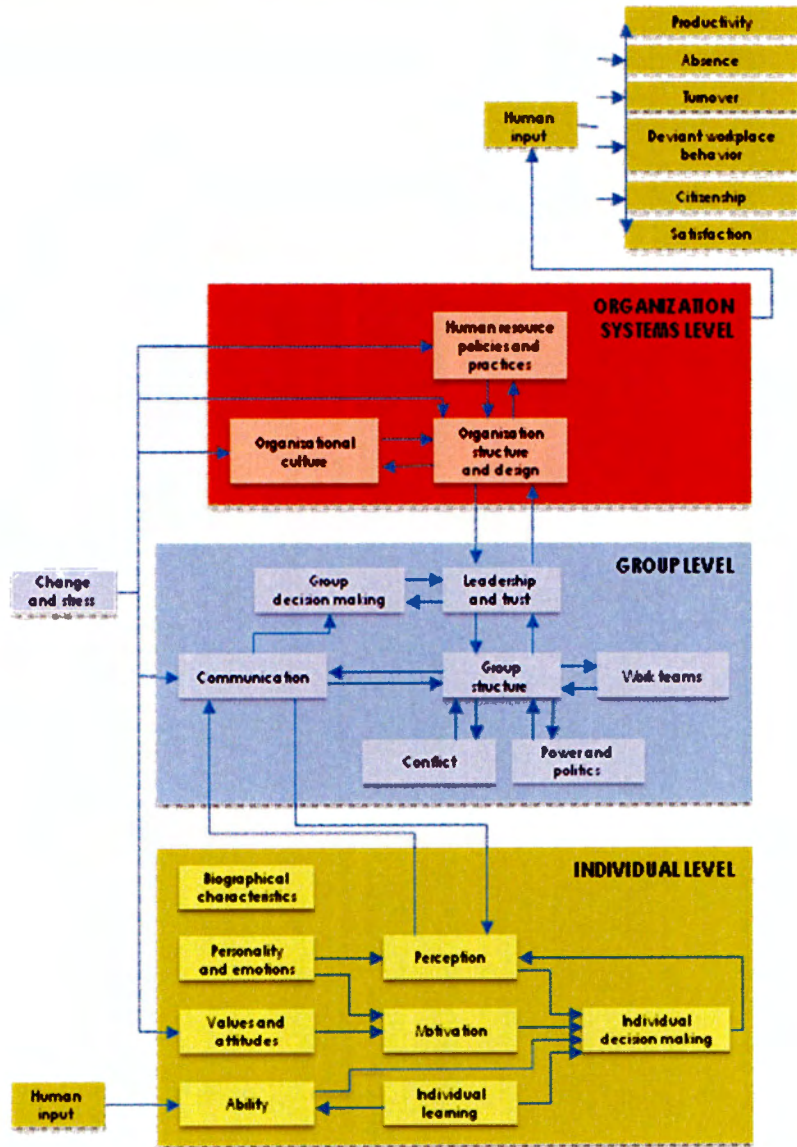 Productivity
Absence
Turnover
Human
input
Deviant workplace
behavior
Citizenship
Satisfaction
ORGANIZATION
SYSTEMS LEVEL
Human resource
policies and
practices
Organizational
culture
Organization
structure
and design
GROUP LEVEL
Change
and stress
Group
decision making
Leadership
and trust
Communication
Group
structure
Work teams
Conflict
Power and
politics
INDIVIDUAL LEVEL
Biographical
characteristics
Personality
and emotions
Perception
Values and
attitudes
Motivation
Individual
decision making
Human
input
Ability
Individual
learning